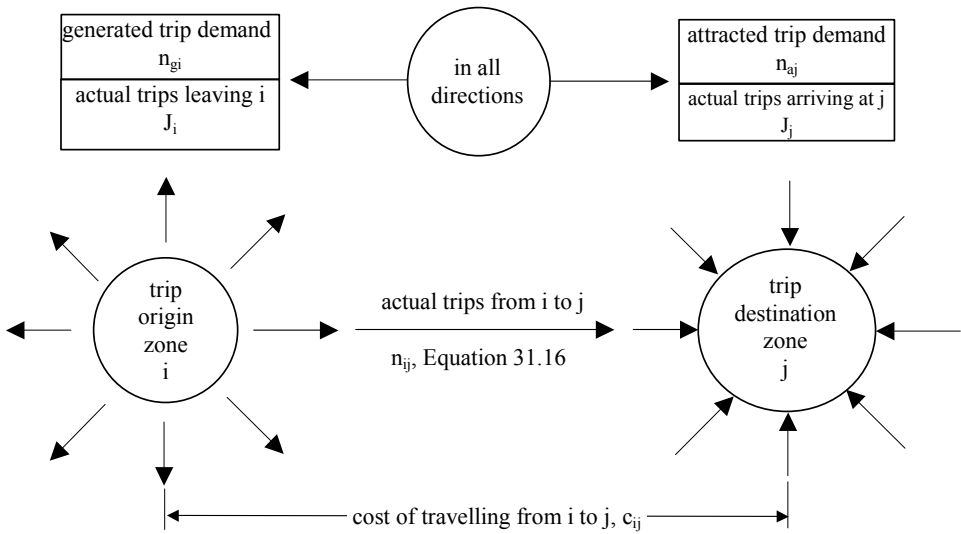 generated trip demand
n_gi
actual trips leaving i
J_i
in all
directions
attracted trip demand
n_aj
actual trips arriving at j
J_j
trip
origin
zone
i
actual trips from i to j
n_ij, Equation 31.16
trip
destination
zone
j
cost of travelling from i to j, c_ij